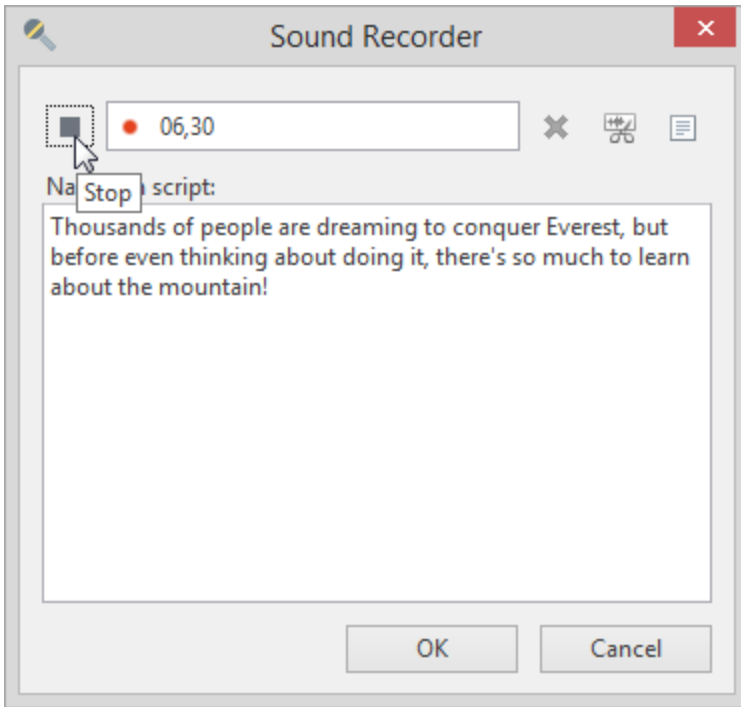 Sound Recorder
06,30
Stop
script:
Thousands of people are dreaming to conquer Everest, but
before even thinking about doing it, there's so much to learn
about the mountain!
OK
Cancel